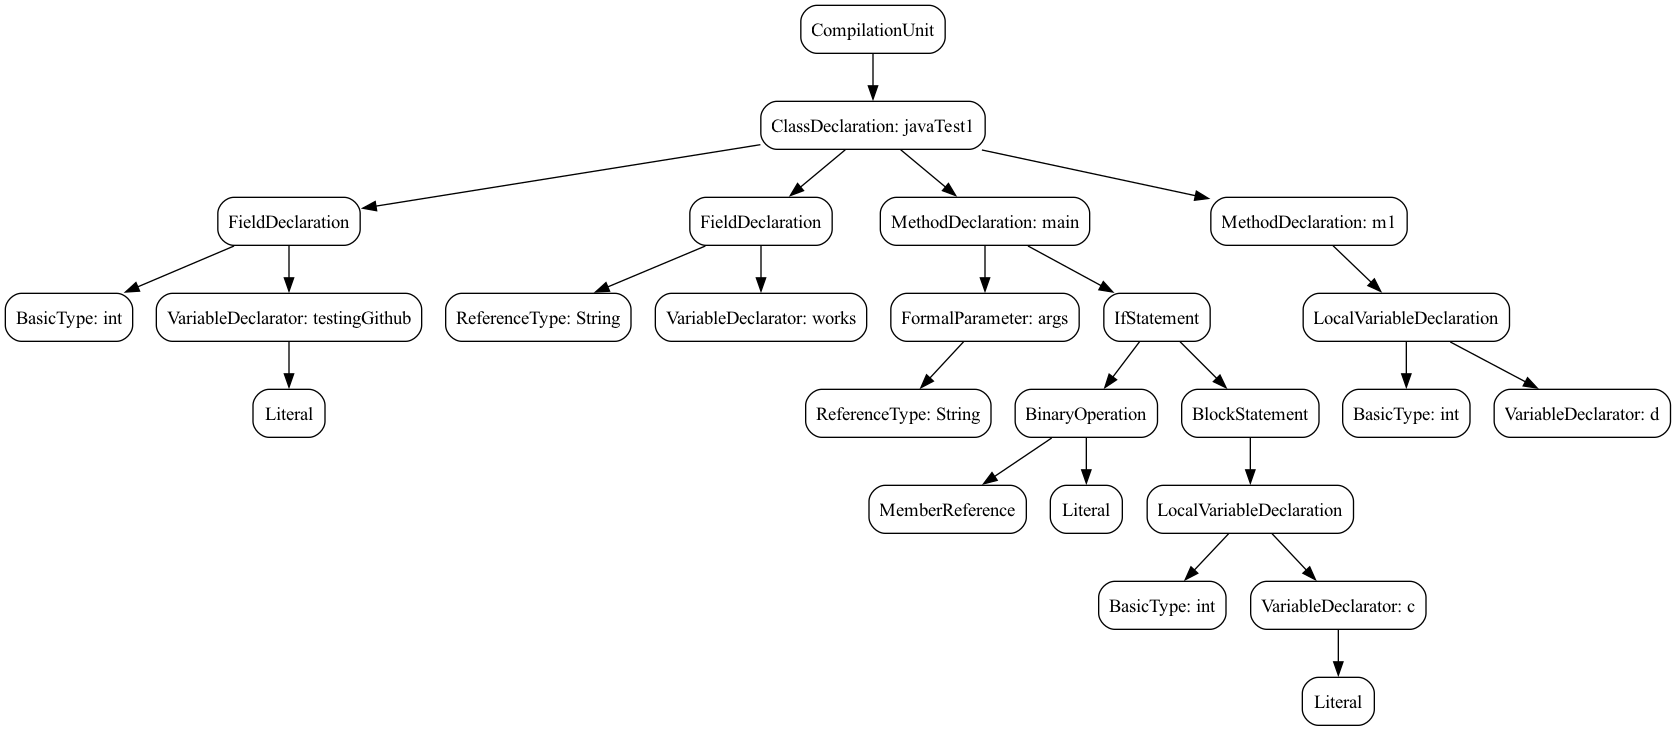 CompilationUnit
ClassDeclaration: javaTest1
FieldDeclaration
FieldDeclaration
MethodDeclaration: main
MethodDeclaration: m1
BasicType: int
VariableDeclarator: testingGithub
ReferenceType: String
VariableDeclarator: works
FormalParameter: args
IfStatement
LocalVariableDeclaration
Literal
ReferenceType: String
BinaryOperation
BlockStatement
BasicType: int
VariableDeclarator: d
MemberReference
Literal
LocalVariableDeclaration
BasicType: int
VariableDeclarator: c
Literal